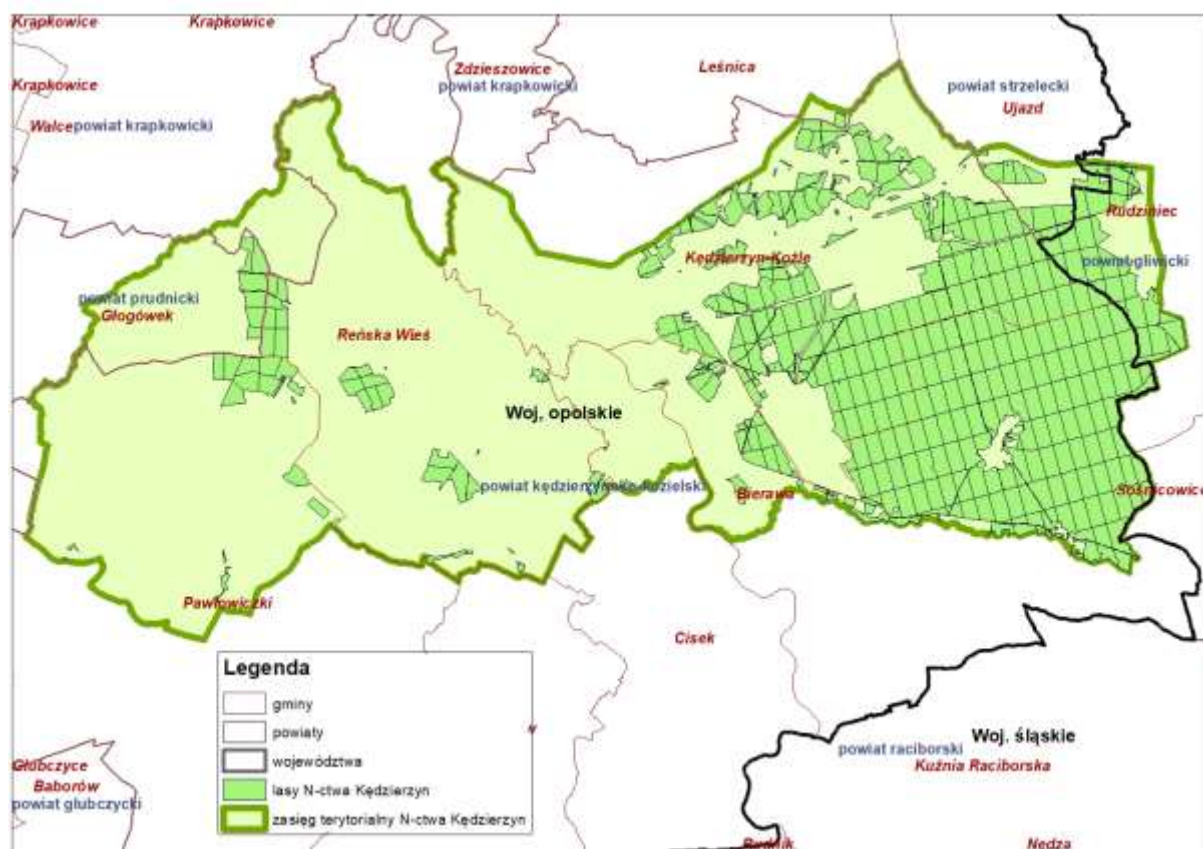 Krapkowice
Krapkowice
Zdzieszowice
powiat krapkowicki
Leśnica
Krapkowice
powiat strzelecki
Ujazd
Walce powiat krapkowicki
Rudziniec
Kędzierzyn-Koźle
powiat gliwicki
powiat prudnicki
Głogówek
Reńska Wieś
Woj. opolskie
powiat kędzierzyńsko-kozielski
Bierawa
Sośnicowice
Pawłowiczki
Cisek
Legenda
gminy
powiaty
województwa
lasy N-ctwa Kędzierzyn
zasięg terytorialny N-ctwa Kędzierzyn
Woj. śląskie
powiat raciborski
Kuźnia Raciborska
Głubczyce
Baborów
powiat głubczycki
Rudnik
Nędza